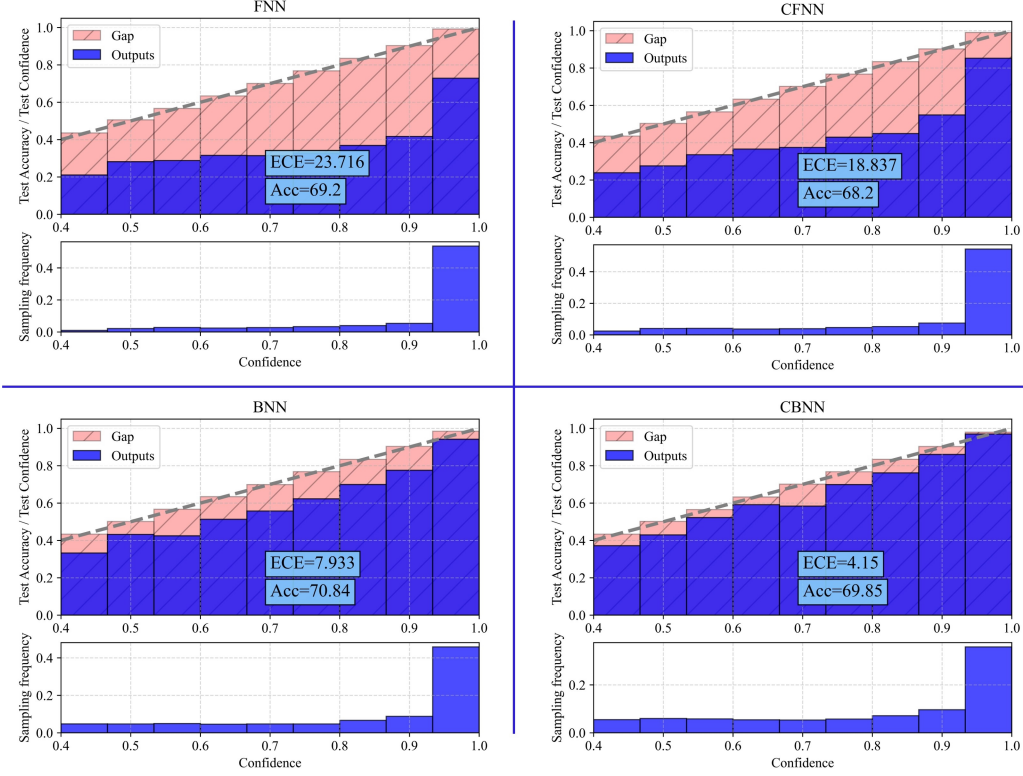 FNN
Test Accuracy / Test Confidence
1.0
0.8
0.6
0.4
0.2
0.0
Gap
Outputs
ECE=23.716
Acc=69.2
0.4 0.5 0.6 0.7 0.8 0.9 1.0
Sampling frequency
0.4
0.2
0.0
0.4 0.5 0.6 0.7 0.8 0.9 1.0
Confidence
CFNN
Test Accuracy / Test Confidence
1.0
0.8
0.6
0.4
0.2
0.0
Gap
Outputs
ECE=18.837
Acc=68.2
0.4 0.5 0.6 0.7 0.8 0.9 1.0
Sampling frequency
0.4
0.2
0.0
0.4 0.5 0.6 0.7 0.8 0.9 1.0
Confidence
BNN
Test Accuracy / Test Confidence
1.0
0.8
0.6
0.4
0.2
0.0
Gap
Outputs
ECE=7.933
Acc=70.84
0.4 0.5 0.6 0.7 0.8 0.9 1.0
Sampling frequency
0.4
0.2
0.0
0.4 0.5 0.6 0.7 0.8 0.9 1.0
Confidence
CBNN
Test Accuracy / Test Confidence
1.0
0.8
0.6
0.4
0.2
0.0
Gap
Outputs
ECE=4.15
Acc=69.85
0.4 0.5 0.6 0.7 0.8 0.9 1.0
Sampling frequency
0.2
0.0
0.4 0.5 0.6 0.7 0.8 0.9 1.0
Confidence